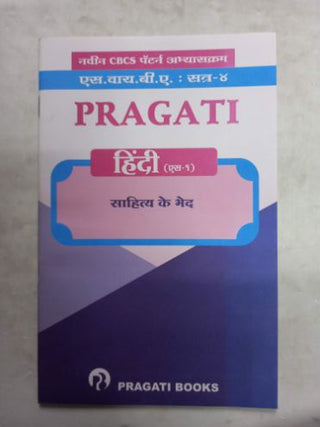 नवीन CBCS पॅटर्न अभ्यासक्रम
एस.वाय.बी.ए. : सत्र-४
PRAGATI
हिंदी (एस-१)
साहित्य के भेद
PRAGATI BOOKS